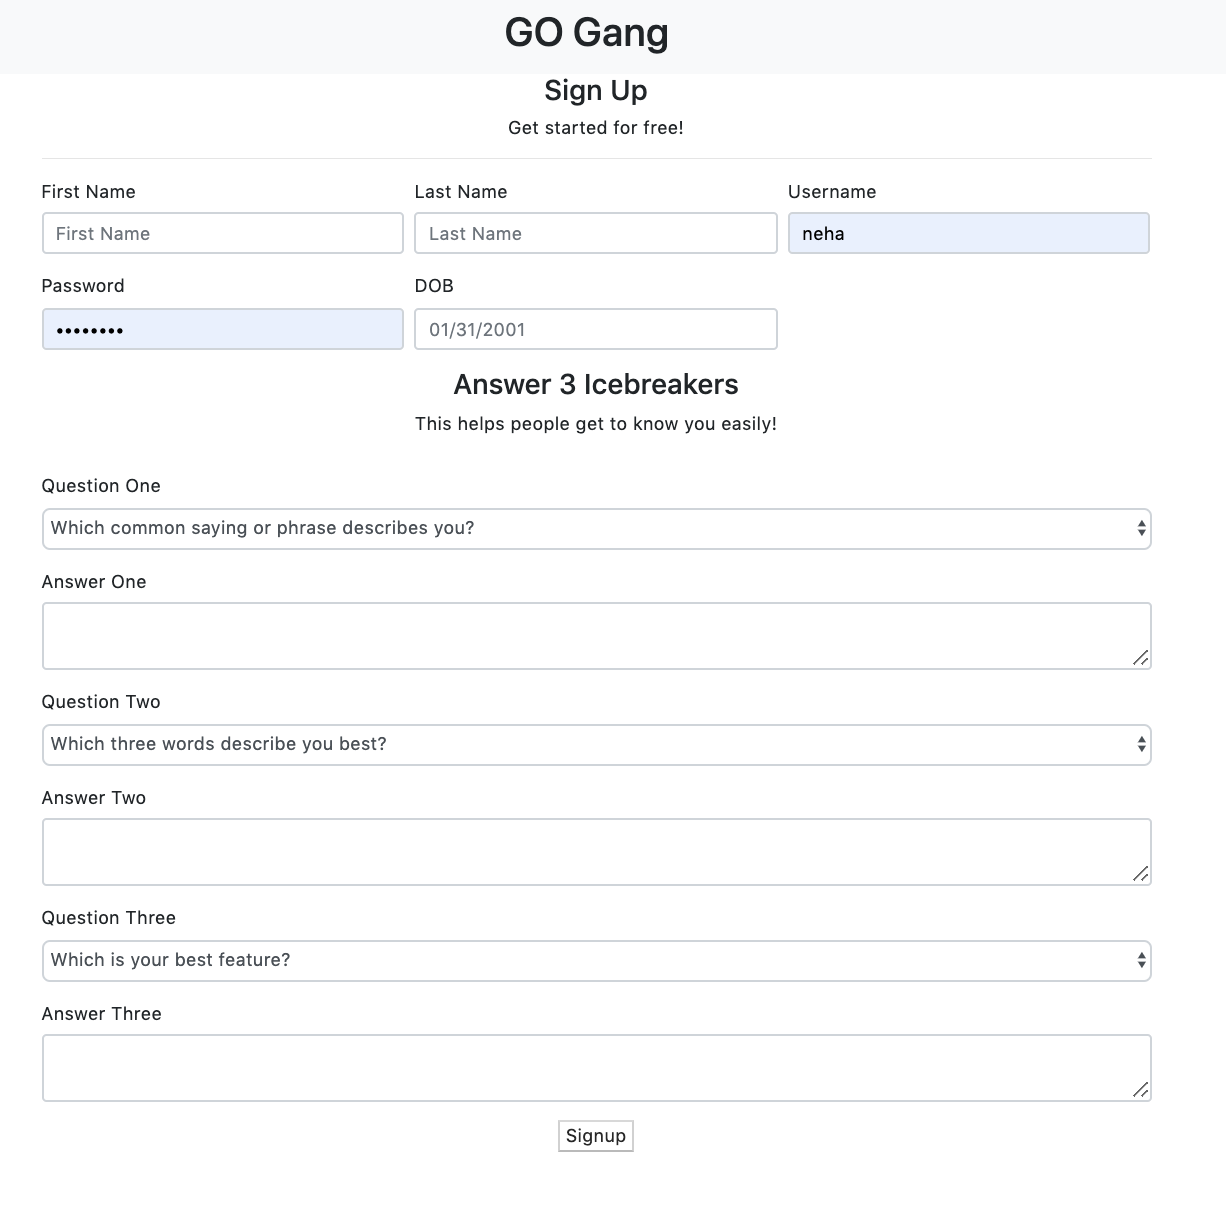 GO Gang
Sign Up
Get started for free!
First Name Last Name Username
First Name Last Name neha
Password DOB
•••••••• 01/31/2001
Answer 3 Icebreakers
This helps people get to know you easily!
Question One
Which common saying or phrase describes you?
Answer One
Question Two
Which three words describe you best?
Answer Two
Question Three
Which is your best feature?
Answer Three
Signup